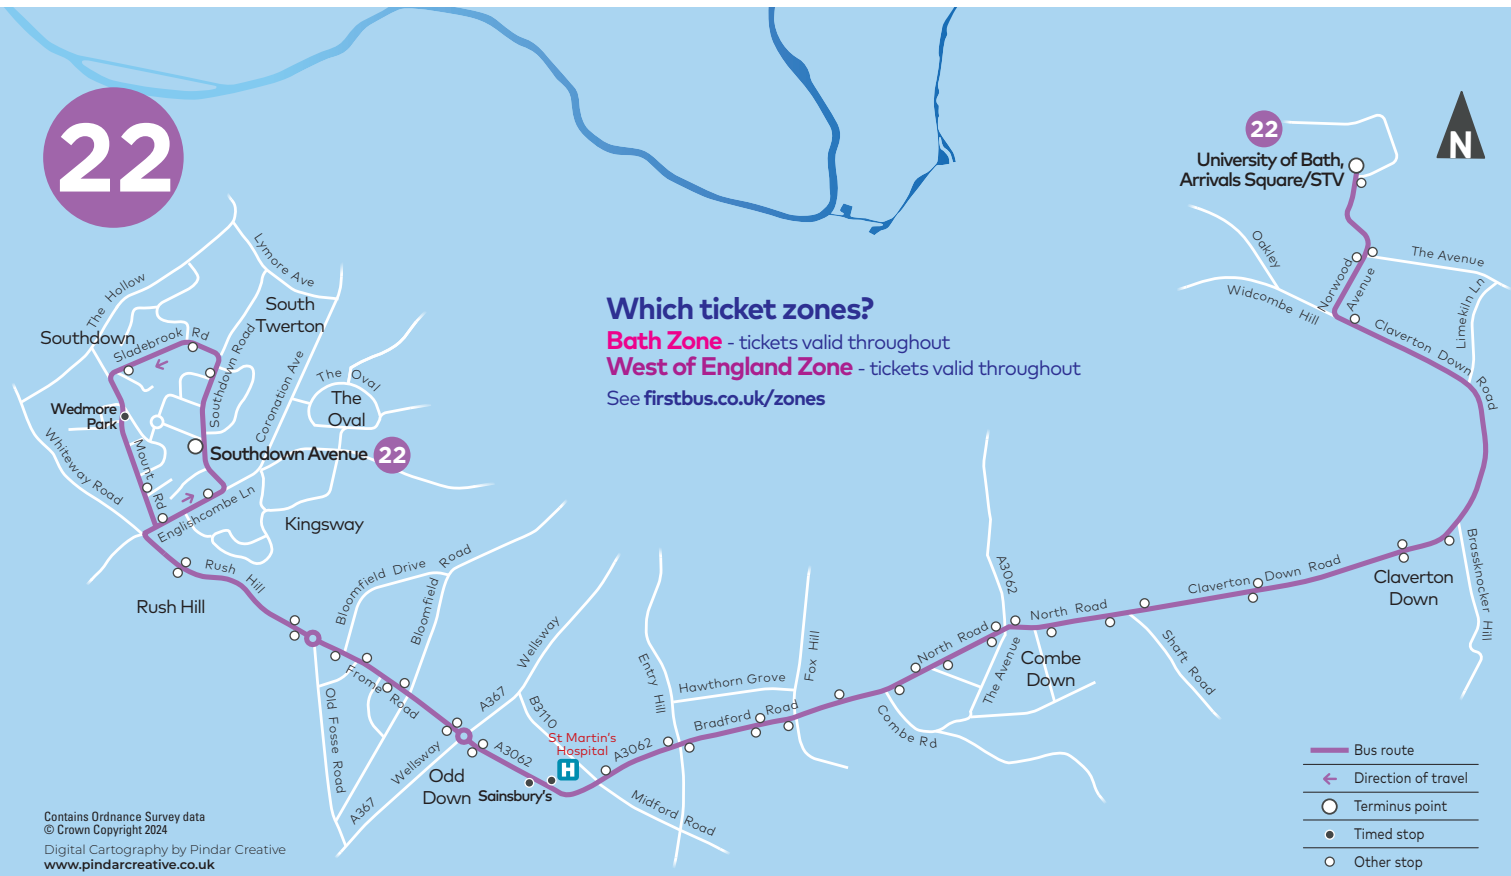 22
22
University of Bath,
Arrivals Square/STV
N
Oakley
Norwood
Avenue
The Avenue
Widcombe Hill
Limekiln Ln
Claverton Down Road
Lymore Ave
The Hollow
South
Twerton
Southdown
Sladebrook Rd
Southdown Road
Coronation Ave
The Oval
The
Oval
Wedmore
Park
Whiteway Road
Mount Rd
Southdown Avenue 22
Englishcombe Ln
Kingsway
Which ticket zones?
Bath Zone - tickets valid throughout
West of England Zone - tickets valid throughout
See firstbus.co.uk/zones
Rush Hill
Rush Hill
Bloomfield Drive
Bloomfield Road
Frome Road
Old Fosse Road
Wellsway
A367
Wellsway
A367
B3110
A3062
St Martin's
Hospital
H
Odd
Down
Sainsbury's
A3062
Midford Road
Entry Hill
Hawthorn Grove
Bradford Road
Fox Hill
Combe Rd
North Road
The Avenue
A3062
North Road
Combe
Down
Shaft Road
Claverton Down Road
Claverton
Down
Brassknocker Hill
Bus route
Direction of travel
Terminus point
Timed stop
Other stop
Contains Ordnance Survey data
© Crown Copyright 2024
Digital Cartography by Pindar Creative
www.pindarcreative.co.uk